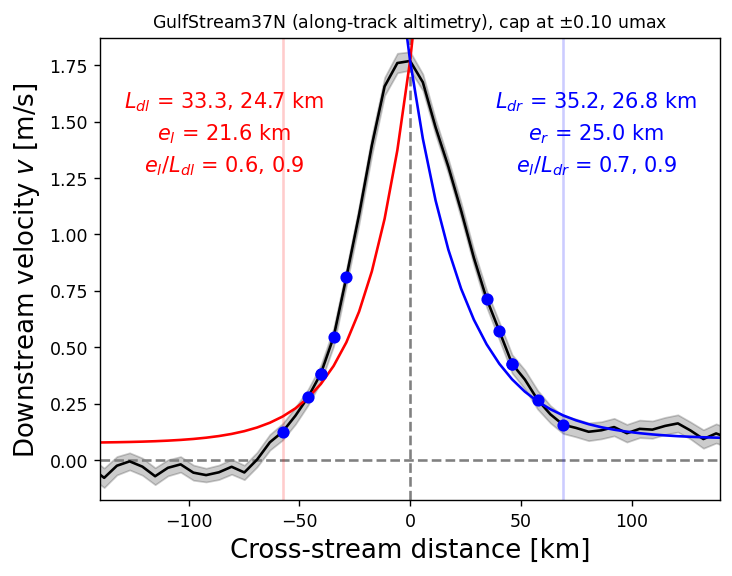 GulfStream37N (along-track altimetry), cap at ±0.10 umax
L_dl = 33.3, 24.7 km
e_l = 21.6 km
e_l/L_dl = 0.6, 0.9
L_dr = 35.2, 26.8 km
e_r = 25.0 km
e_l/L_dr = 0.7, 0.9
Downstream velocity v [m/s]
1.75
1.50
1.25
1.00
0.75
0.50
0.25
0.00
−100
−50
0
50
100
Cross-stream distance [km]